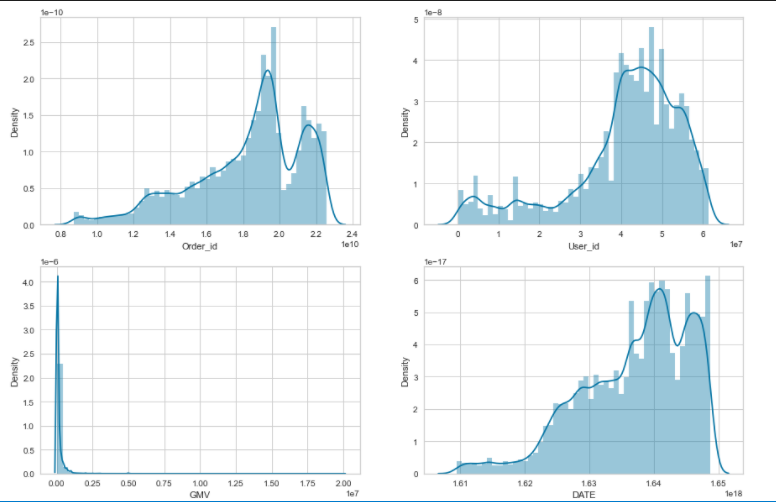 1e−10
Density
2.5
2.0
1.5
1.0
0.5
0.0
0.8 1.0 1.2 1.4 1.6 1.8 2.0 2.2 2.4
Order_id
1e10
1e−8
Density
5
4
3
2
1
0
0 1 2 3 4 5 6
User_id
1e7
1e−6
Density
4.0
3.5
3.0
2.5
2.0
1.5
1.0
0.5
0.0
0.00 0.25 0.50 0.75 1.00 1.25 1.50 1.75 2.00
GMV
1e7
1e−17
Density
6
5
4
3
2
1
0
1.61 1.62 1.63 1.64 1.65
DATE
1e18